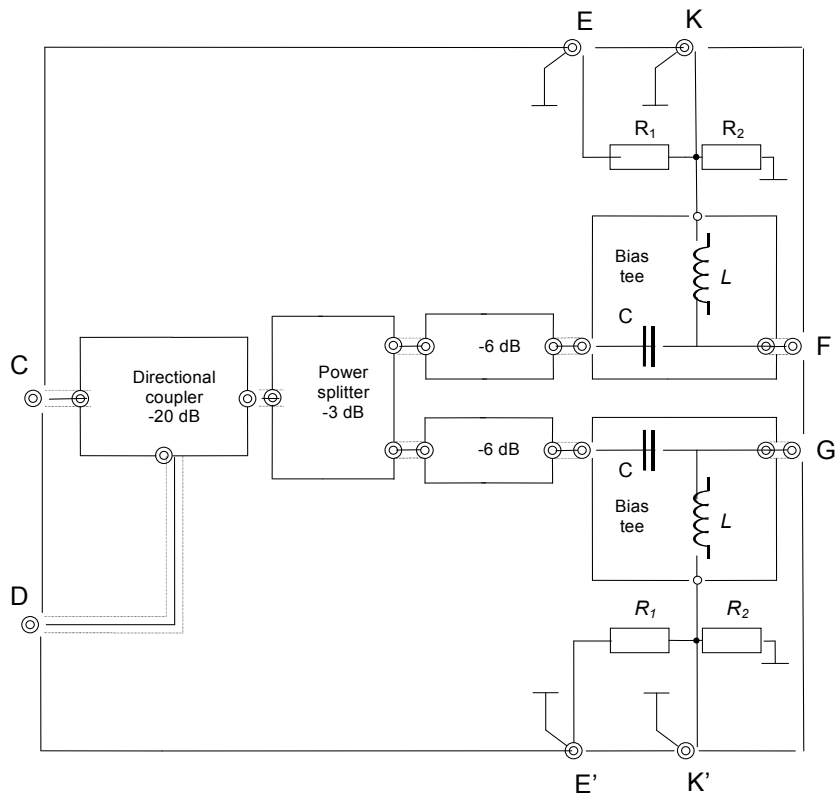 E K
R₁ R₂
Bias
tee
L
C
-6 dB
F
C
Directional
coupler
-20 dB
Power
splitter
-3 dB
-6 dB
G
C
Bias
tee
L
D
R₁ R₂
E’ K’